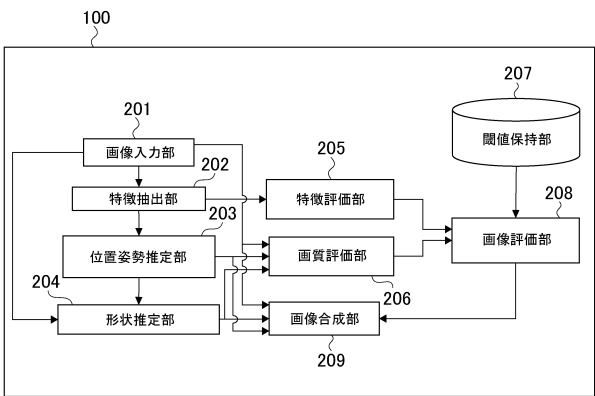 100
201
画像入力部
202
特徴抽出部
203
位置姿勢推定部
204
形状推定部
205
特徴評価部
画質評価部
206
画像合成部
209
207
閾値保持部
208
画像評価部